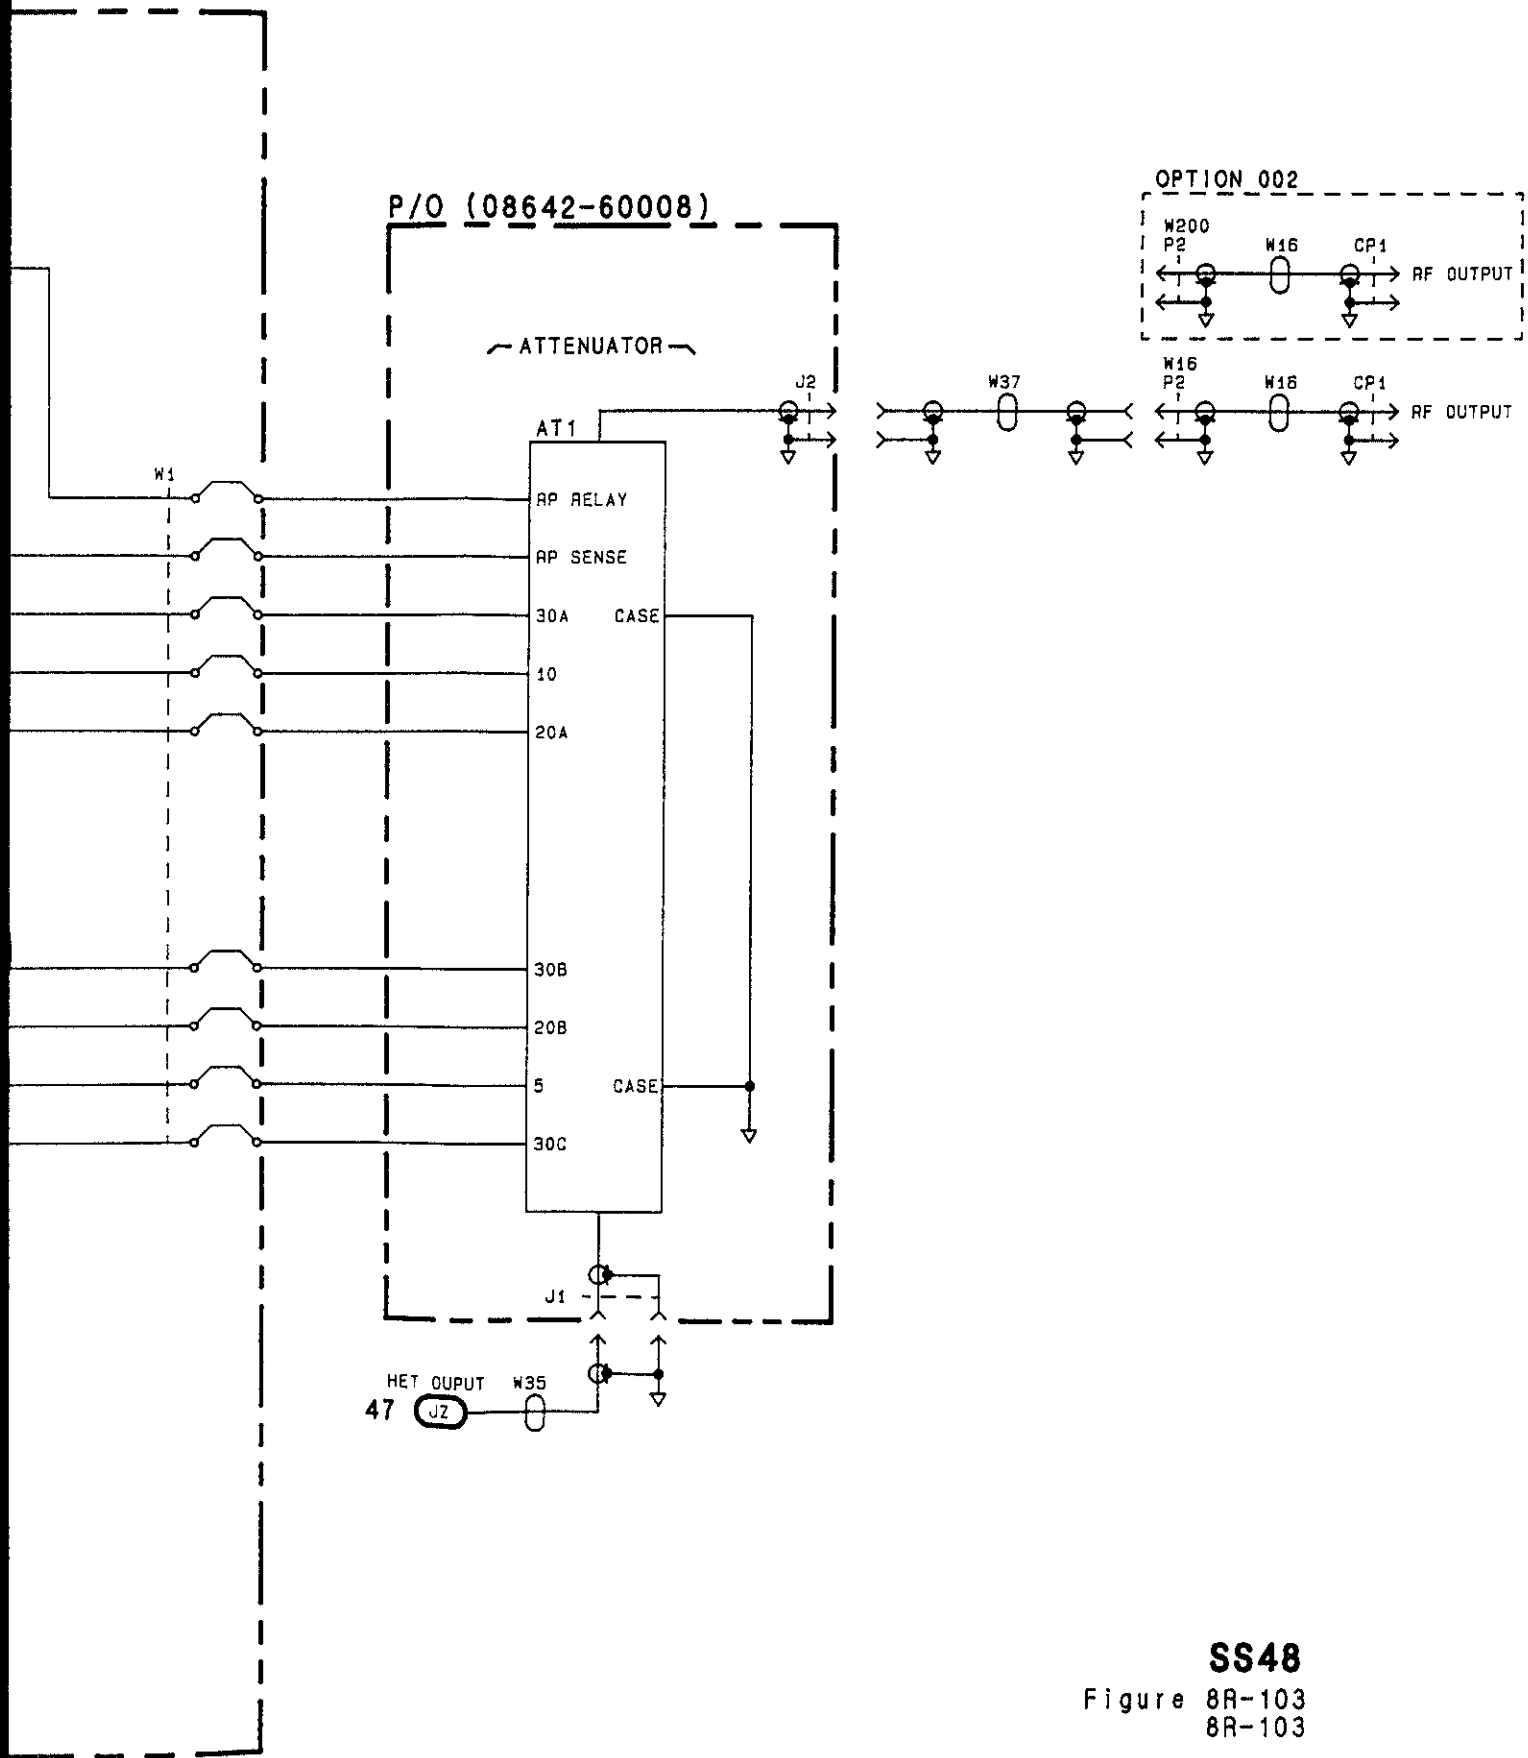 OPTION 002
W200
P2 W16 CP1
RF OUTPUT
P/O (08642-60008)
ATTENUATOR
W16
P2 W16 CP1
RF OUTPUT
J2
W37
AT1
W1
RP RELAY
RP SENSE
30A CASE
10
20A
30B
20B
5 CASE
30C
J1
HET OUPUT W35
47 J2
SS48
Figure 8R-103
8R-103